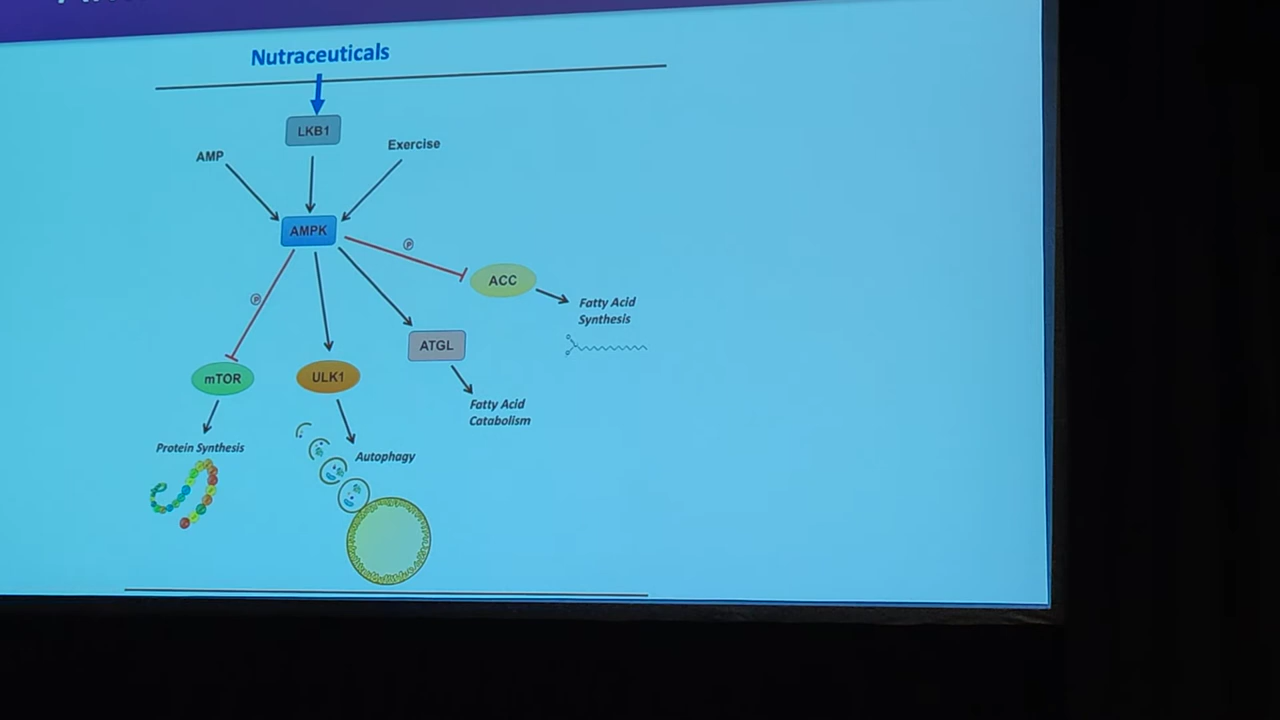 Nutraceuticals
LKB1
AMP
Exercise
AMPK
P
ACC
P
Fatty Acid
Synthesis
ATGL
mTOR
ULK1
Fatty Acid
Catabolism
Protein Synthesis
Autophagy